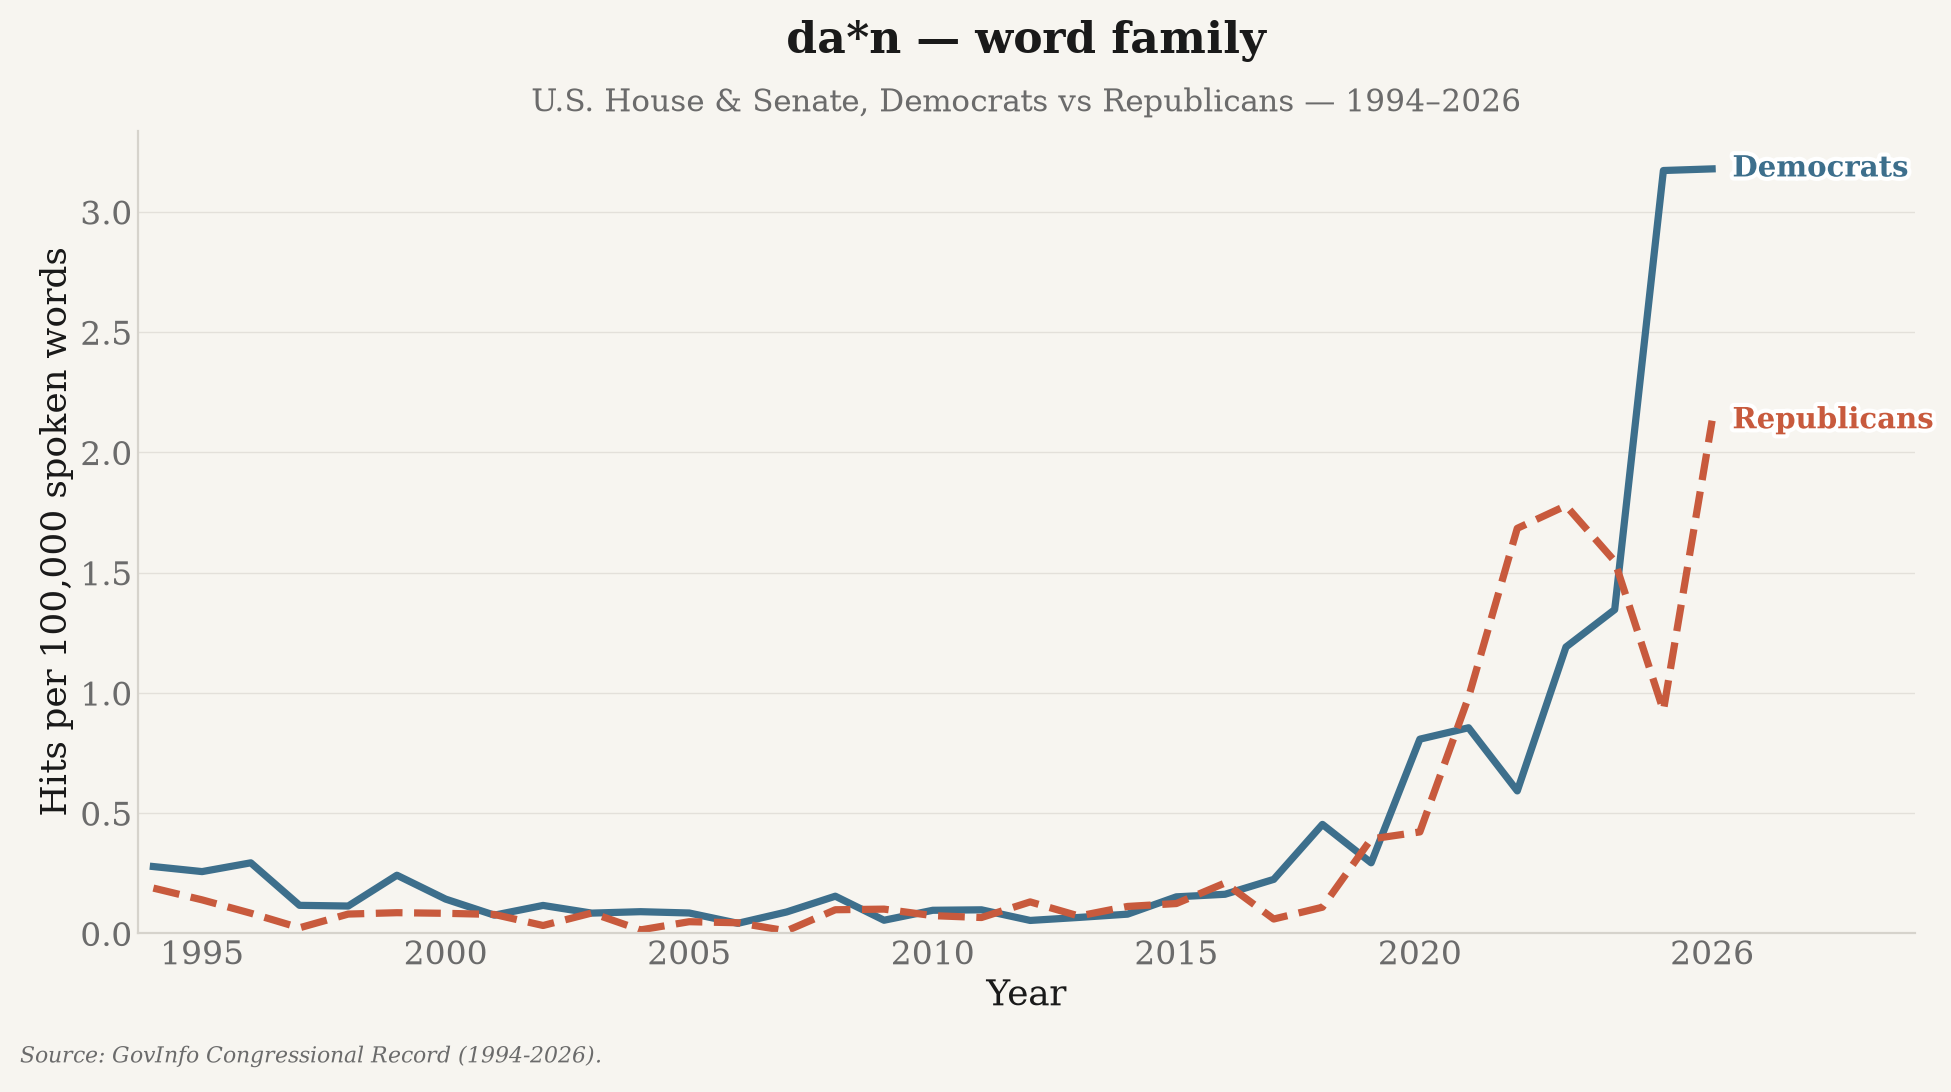 da*n — word family
U.S. House & Senate, Democrats vs Republicans — 1994–2026
Hits per 100,000 spoken words
3.0
2.5
2.0
1.5
1.0
0.5
0.0
Democrats
Republicans
1995
2000
2005
2010
2015
2020
2026
Year
Source: GovInfo Congressional Record (1994-2026).